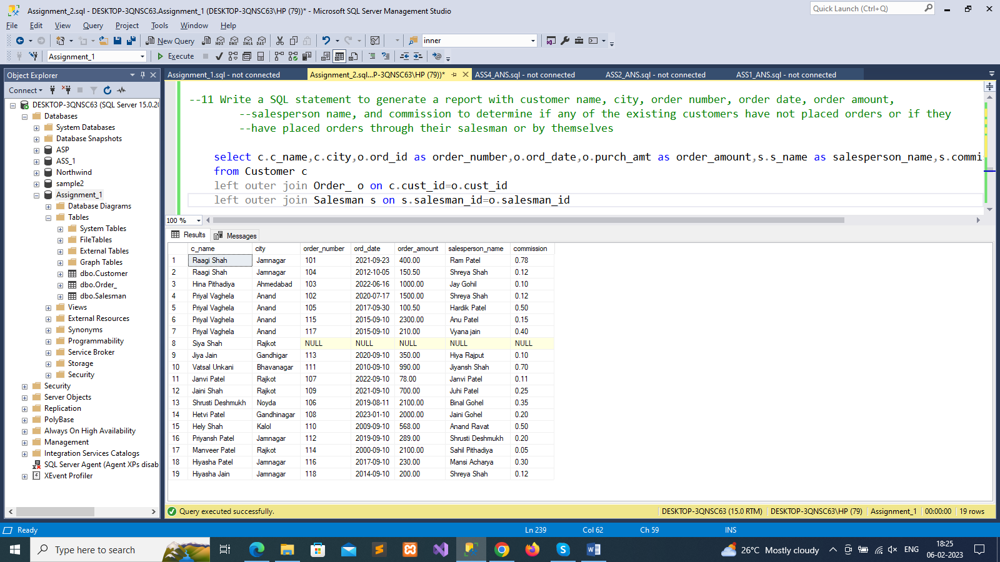 Assignment_2.sql - DESKTOP-3QNSC63.Assignment_1 (DESKTOP-3QNSC63\HP (79))* - Microsoft SQL Server Management Studio
Quick Launch (Ctrl+Q)
File Edit View Query Project Tools Window Help
New Query MDX DMX XMLA DAX inner
Assignment_1 Execute
Object Explorer
Assignment_1.sql - not connected Assignment_2.sql...P-3QNSC63\HP (79))* ASS4_ANS.sql - not connected ASS2_ANS.sql - not connected ASS1_ANS.sql - not connected
Connect
DESKTOP-3QNSC63 (SQL Server 15.0.20
Databases
System Databases
Database Snapshots
ASP
ASS_1
Northwind
sample2
Assignment_1
Database Diagrams
Tables
System Tables
FileTables
External Tables
Graph Tables
dbo.Customer
dbo.Order_
dbo.Salesman
Views
External Resources
Synonyms
Programmability
Service Broker
Storage
Security
Security
Server Objects
Replication
PolyBase
Always On High Availability
Management
Integration Services Catalogs
SQL Server Agent (Agent XPs disab
XEvent Profiler
--11 Write a SQL statement to generate a report with customer name, city, order number, order date, order amount,
--salesperson name, and commission to determine if any of the existing customers have not placed orders or if they
--have placed orders through their salesman or by themselves
select c.c_name,c.city,o.ord_id as order_number,o.ord_date,o.purch_amt as order_amount,s.s_name as salesperson_name,s.commi
from Customer c
left outer join Order_ o on c.cust_id=o.cust_id
left outer join Salesman s on s.salesman_id=o.salesman_id
100 %
Results Messages
c_name city order_number ord_date order_amount salesperson_name commission
1 Raagi Shah Jamnagar 101 2021-09-23 400.00 Ram Patel 0.78
2 Raagi Shah Jamnagar 104 2012-10-05 150.50 Shreya Shah 0.12
3 Hina Pithadiya Ahmedabad 103 2022-06-16 1000.00 Jay Gohil 0.10
4 Priyal Vaghela Anand 102 2020-07-17 1500.00 Shreya Shah 0.12
5 Priyal Vaghela Anand 105 2017-09-30 100.50 Hardik Patel 0.50
6 Priyal Vaghela Anand 115 2015-09-10 2300.00 Anu Patel 0.15
7 Priyal Vaghela Anand 117 2015-09-10 210.00 Vyana jain 0.40
8 Siya Shah Rajkot NULL NULL NULL NULL NULL
9 Jiya Jain Gandhigar 113 2020-09-10 350.00 Hiya Rajput 0.10
10 Vatsal Unkani Bhavanagar 111 2010-09-10 990.00 Jiyansh Shah 0.70
11 Janvi Patel Rajkot 107 2022-09-10 78.00 Janvi Patel 0.11
12 Jaini Shah Rajkot 109 2021-09-10 700.00 Juhi Patel 0.25
13 Shrusti Deshmukh Noyda 106 2019-08-11 2100.00 Binal Gohel 0.35
14 Hetvi Patel Gandhinagar 108 2023-01-10 2000.00 Jaini Gohel 0.20
15 Hely Shah Kalol 110 2009-09-10 568.00 Anand Ravat 0.50
16 Priyansh Patel Jamnagar 112 2019-09-10 289.00 Shrusti Deshmukh 0.20
17 Manveer Patel Rajkot 114 2000-09-10 2100.00 Sahil Pithadiya 0.05
18 Hiyasha Patel Jamnagar 116 2017-09-10 230.00 Mansi Acharya 0.30
19 Hiyasha Jain Jamnagar 118 2014-09-10 200.00 Shreya Shah 0.12
Query executed successfully. DESKTOP-3QNSC63 (15.0 RTM) DESKTOP-3QNSC63\HP (79) Assignment_1 00:00:00 19 rows
Ready Ln 239 Col 62 Ch 59 INS
Type here to search
26°C Mostly cloudy ENG
18:25
06-02-2023